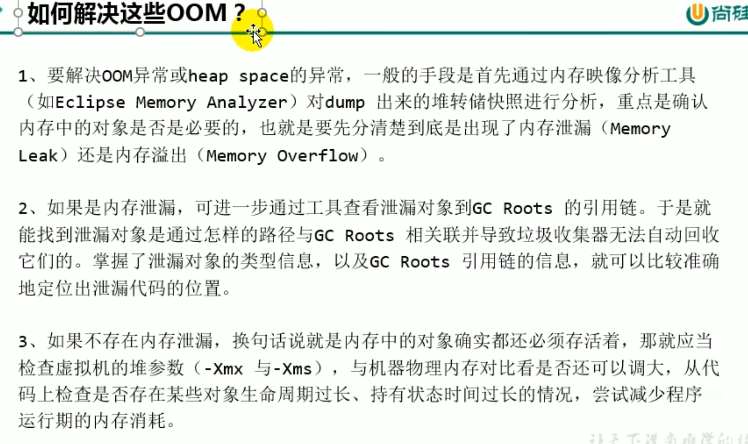 如何解决这些OOM？
尚硅
1、要解决OOM异常或heap space的异常，一般的手段是首先通过内存映像分析工具
（如Eclipse Memory Analyzer）对dump 出来的堆转储快照进行分析，重点是确认
内存中的对象是否是必要的，也就是要先分清楚到底是出现了内存泄漏（Memory
Leak）还是内存溢出（Memory Overflow）。
2、如果是内存泄漏，可进一步通过工具查看泄漏对象到GC Roots 的引用链。于是就
能找到泄漏对象是通过怎样的路径与GC Roots 相关联并导致垃圾收集器无法自动回收
它们的。掌握了泄漏对象的类型信息，以及GC Roots 引用链的信息，就可以比较准确
地定位出泄漏代码的位置。
3、如果不存在内存泄漏，换句话说就是内存中的对象确实都还必须存活着，那就应当
检查虚拟机的堆参数（-Xmx 与-Xms），与机器物理内存对比看是否还可以调大，从代
码上检查是否存在某些对象生命周期过长、持有状态时间过长的情况，尝试减少程序
运行期的内存消耗。
让天下没有难学的